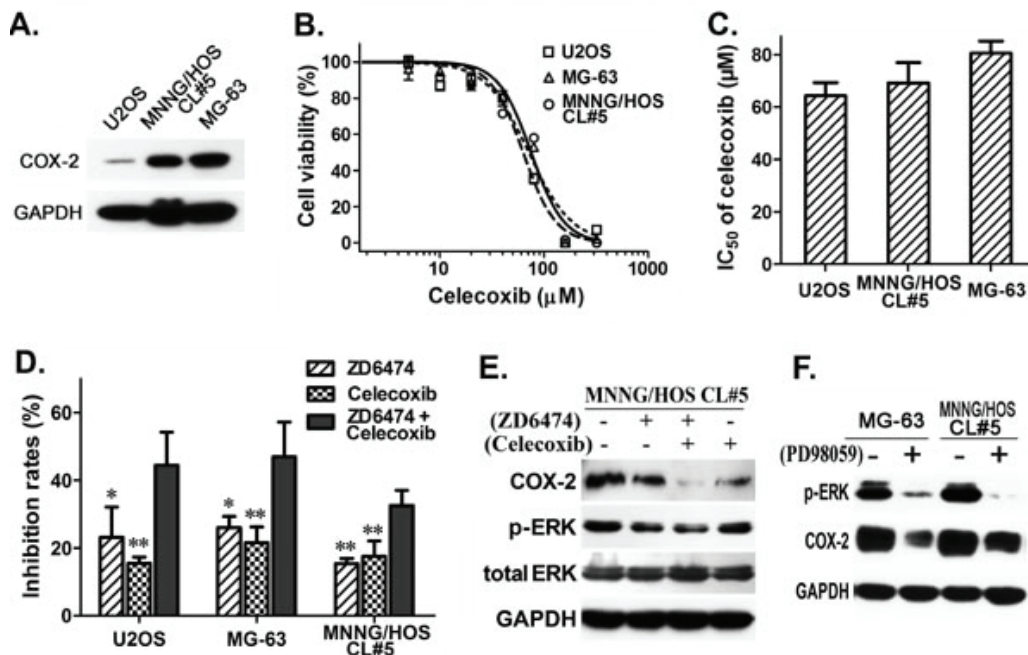 A.
U2OS
MNNG/HOS
CL#5
MG-63
COX-2
GAPDH
B.
Cell viability (%)
100
80
60
40
20
0
10
100
1000
Celecoxib (μM)
U2OS
MG-63
MNNG/HOS
CL#5
C.
IC50 of celecoxib (μM)
80
60
40
20
0
U2OS
MNNG/HOS
CL#5
MG-63
D.
Inhibition rates (%)
60
40
20
0
ZD6474
Celecoxib
ZD6474 +
Celecoxib
*
**
*
**
**
**
U2OS
MG-63
MNNG/HOS
CL#5
E.
MNNG/HOS CL#5
(ZD6474) - + + -
(Celecoxib) - - + +
COX-2
p-ERK
total ERK
GAPDH
F.
MG-63
MNNG/HOS
CL#5
(PD98059) - + - +
p-ERK
COX-2
GAPDH